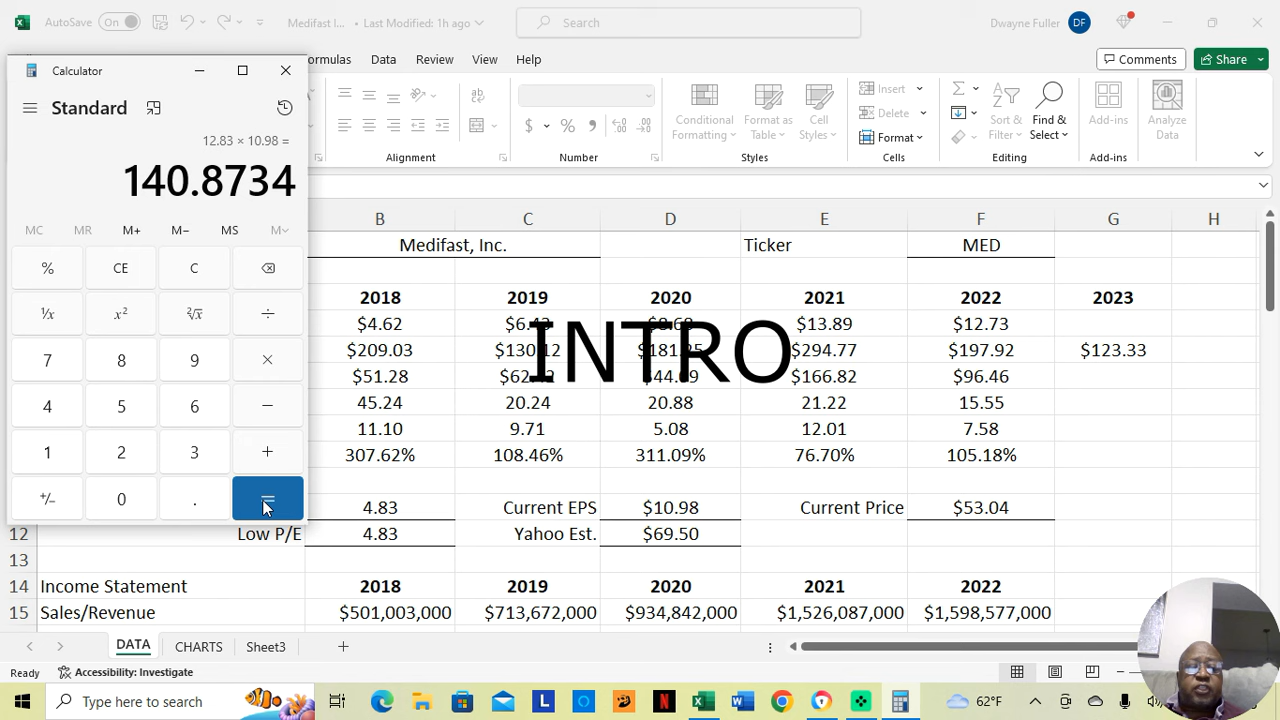 AutoSave On Medifast I... • Last Modified: 1h ago Search Dwayne Fuller DF
ormulas Data Review View Help Comments Share
Calculator
Standard
12.83 × 10.98 =
140.8734
MC MR M+ M− MS M
% CE C
¹/x x² ²√x ÷
7 8 9 ×
4 5 6 −
1 2 3 +
+/− 0 . =
Conditional Formatting
Format as Table
Cell Styles
Insert
Delete
Format
Sort & Filter
Find & Select
Add-ins
Analyze Data
$ % ,
Alignment Number Styles Cells Editing Add-ins
B C D E F G H
Medifast, Inc. Ticker MED
2018 2019 2020 2021 2022 2023
$4.62 $13.89 $12.73
$209.03 $294.77 $197.92 $123.33
INTRO
$51.28 $166.82 $96.46
45.24 20.24 20.88 21.22 15.55
11.10 9.71 5.08 12.01 7.58
307.62% 108.46% 311.09% 76.70% 105.18%
4.83 Current EPS $10.98 Current Price $53.04
12 Low P/E 4.83 Yahoo Est. $69.50
13
14 Income Statement 2018 2019 2020 2021 2022
15 Sales/Revenue $501,003,000 $713,672,000 $934,842,000 $1,526,087,000 $1,598,577,000
DATA CHARTS Sheet3 +
Ready Accessibility: Investigate
Type here to search L N W 62°F